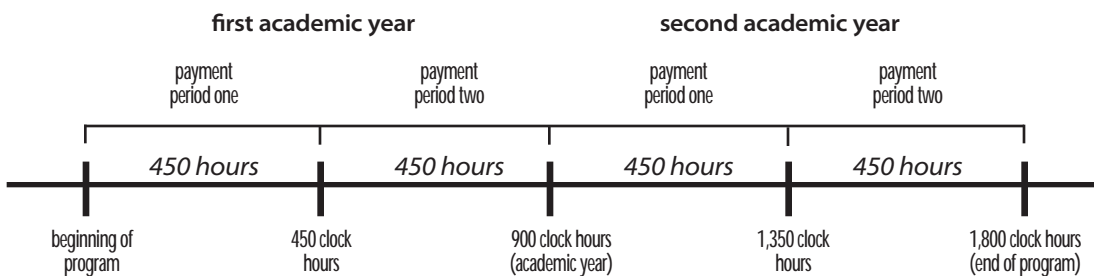 first academic year
second academic year
payment
period one
payment
period two
payment
period one
payment
period two
450 hours
450 hours
450 hours
450 hours
beginning of
program
450 clock
hours
900 clock hours
(academic year)
1,350 clock
hours
1,800 clock hours
(end of program)